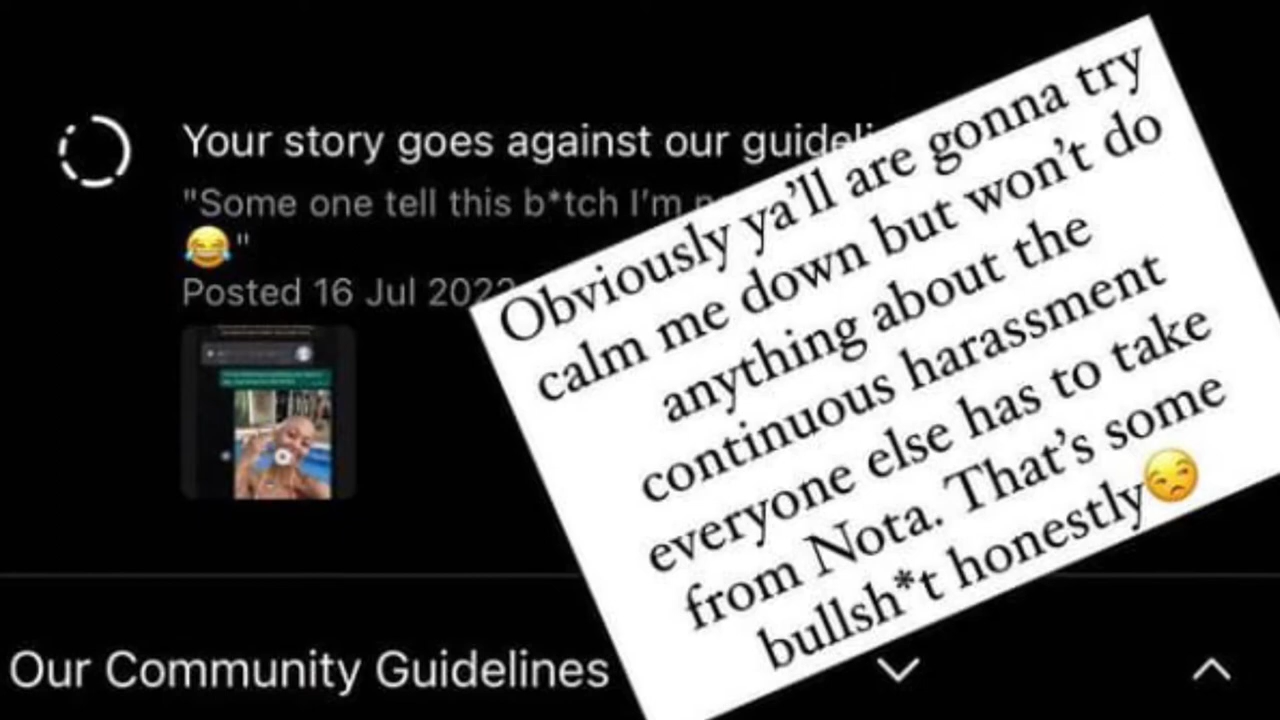 Your story goes against our
"Some one tell this b*tch I'm
😂"
Posted 16 Jul 2022
Obviously ya'll are gonna try
calm me down but won't do
anything about the
continuous harassment
everyone else has to take
from Nota. That's some
bullsh*t honestly😒
Our Community Guidelines